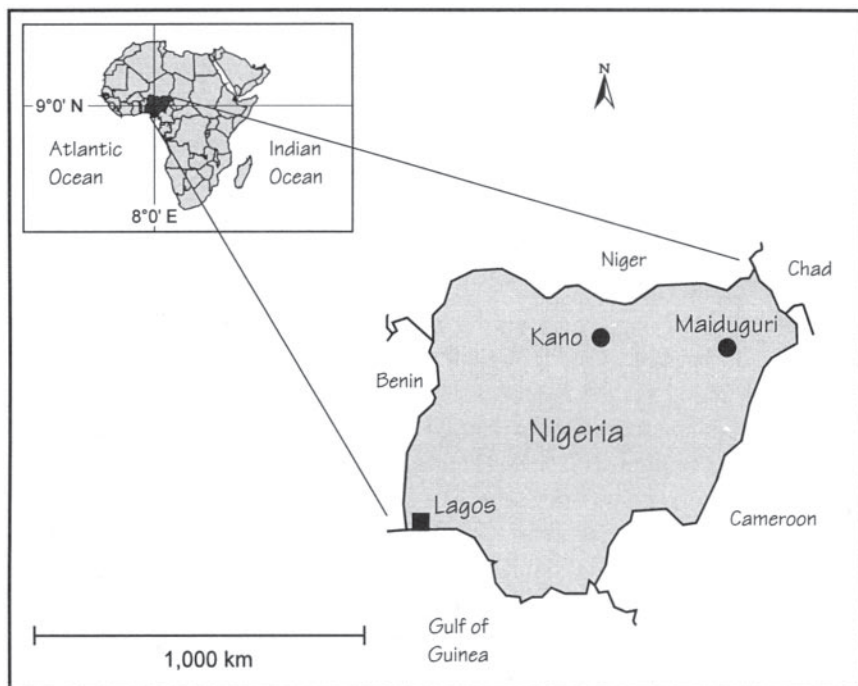 9°0' N
Atlantic
Ocean
Indian
Ocean
8°0' E
N
Niger
Chad
Kano
Maiduguri
Benin
Nigeria
Lagos
Cameroon
1,000 km
Gulf of
Guinea